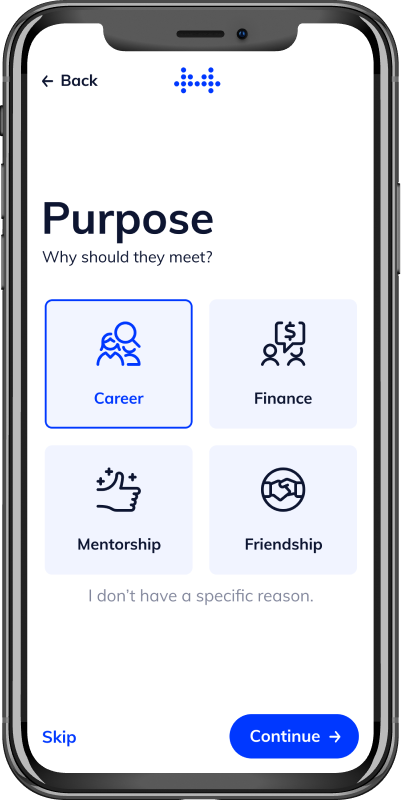 Back
Purpose
Why should they meet?
Career
Finance
Mentorship
Friendship
I don't have a specific reason.
Skip
Continue